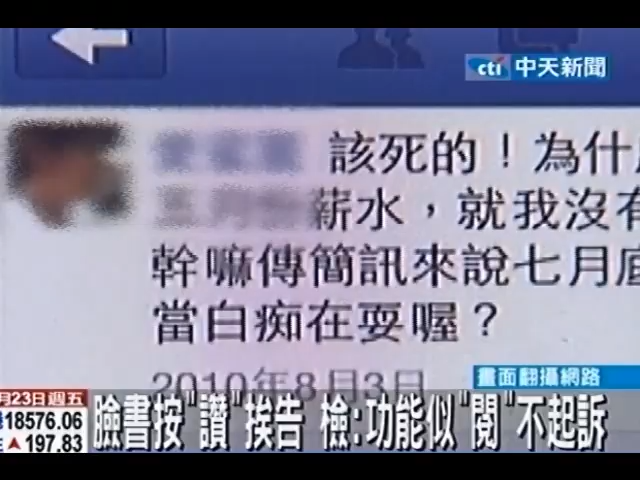 cti 中天新聞
該死的！為什
薪水，就我沒有
幹嘛傳簡訊來說七月底
當白痴在耍喔？
2010年8月3日
畫面翻攝網路
月23日週五
18576.06
▲197.83
臉書按"讚"挨告 檢:功能似"閱"不起訴